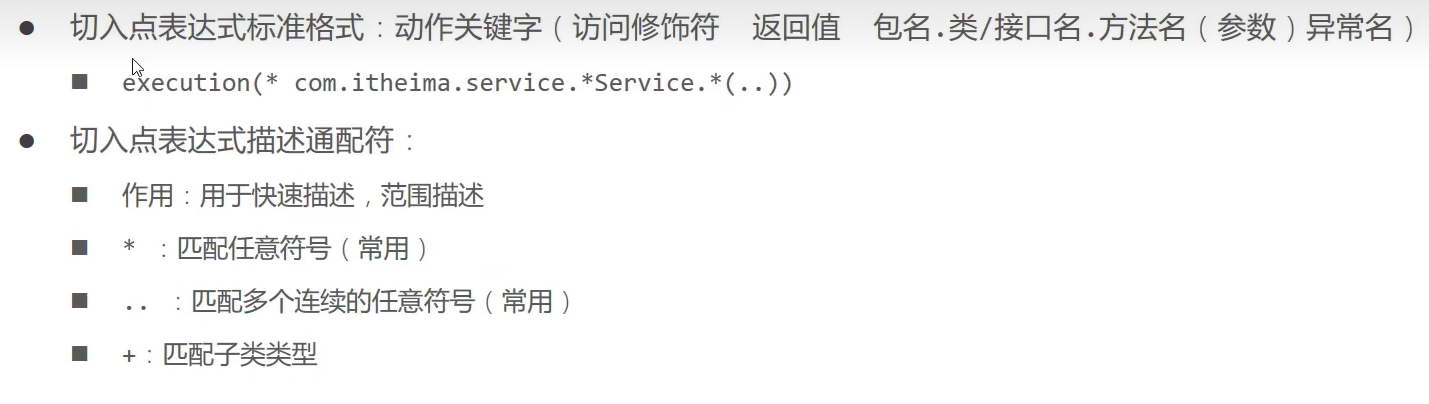 切入点表达式标准格式：动作关键字（访问修饰符　返回值　包名.类/接口名.方法名（参数）异常名）
execution(* com.itheima.service.*Service.*(..))
切入点表达式描述通配符：
作用：用于快速描述，范围描述
* ：匹配任意符号（常用）
.. ：匹配多个连续的任意符号（常用）
+：匹配子类类型